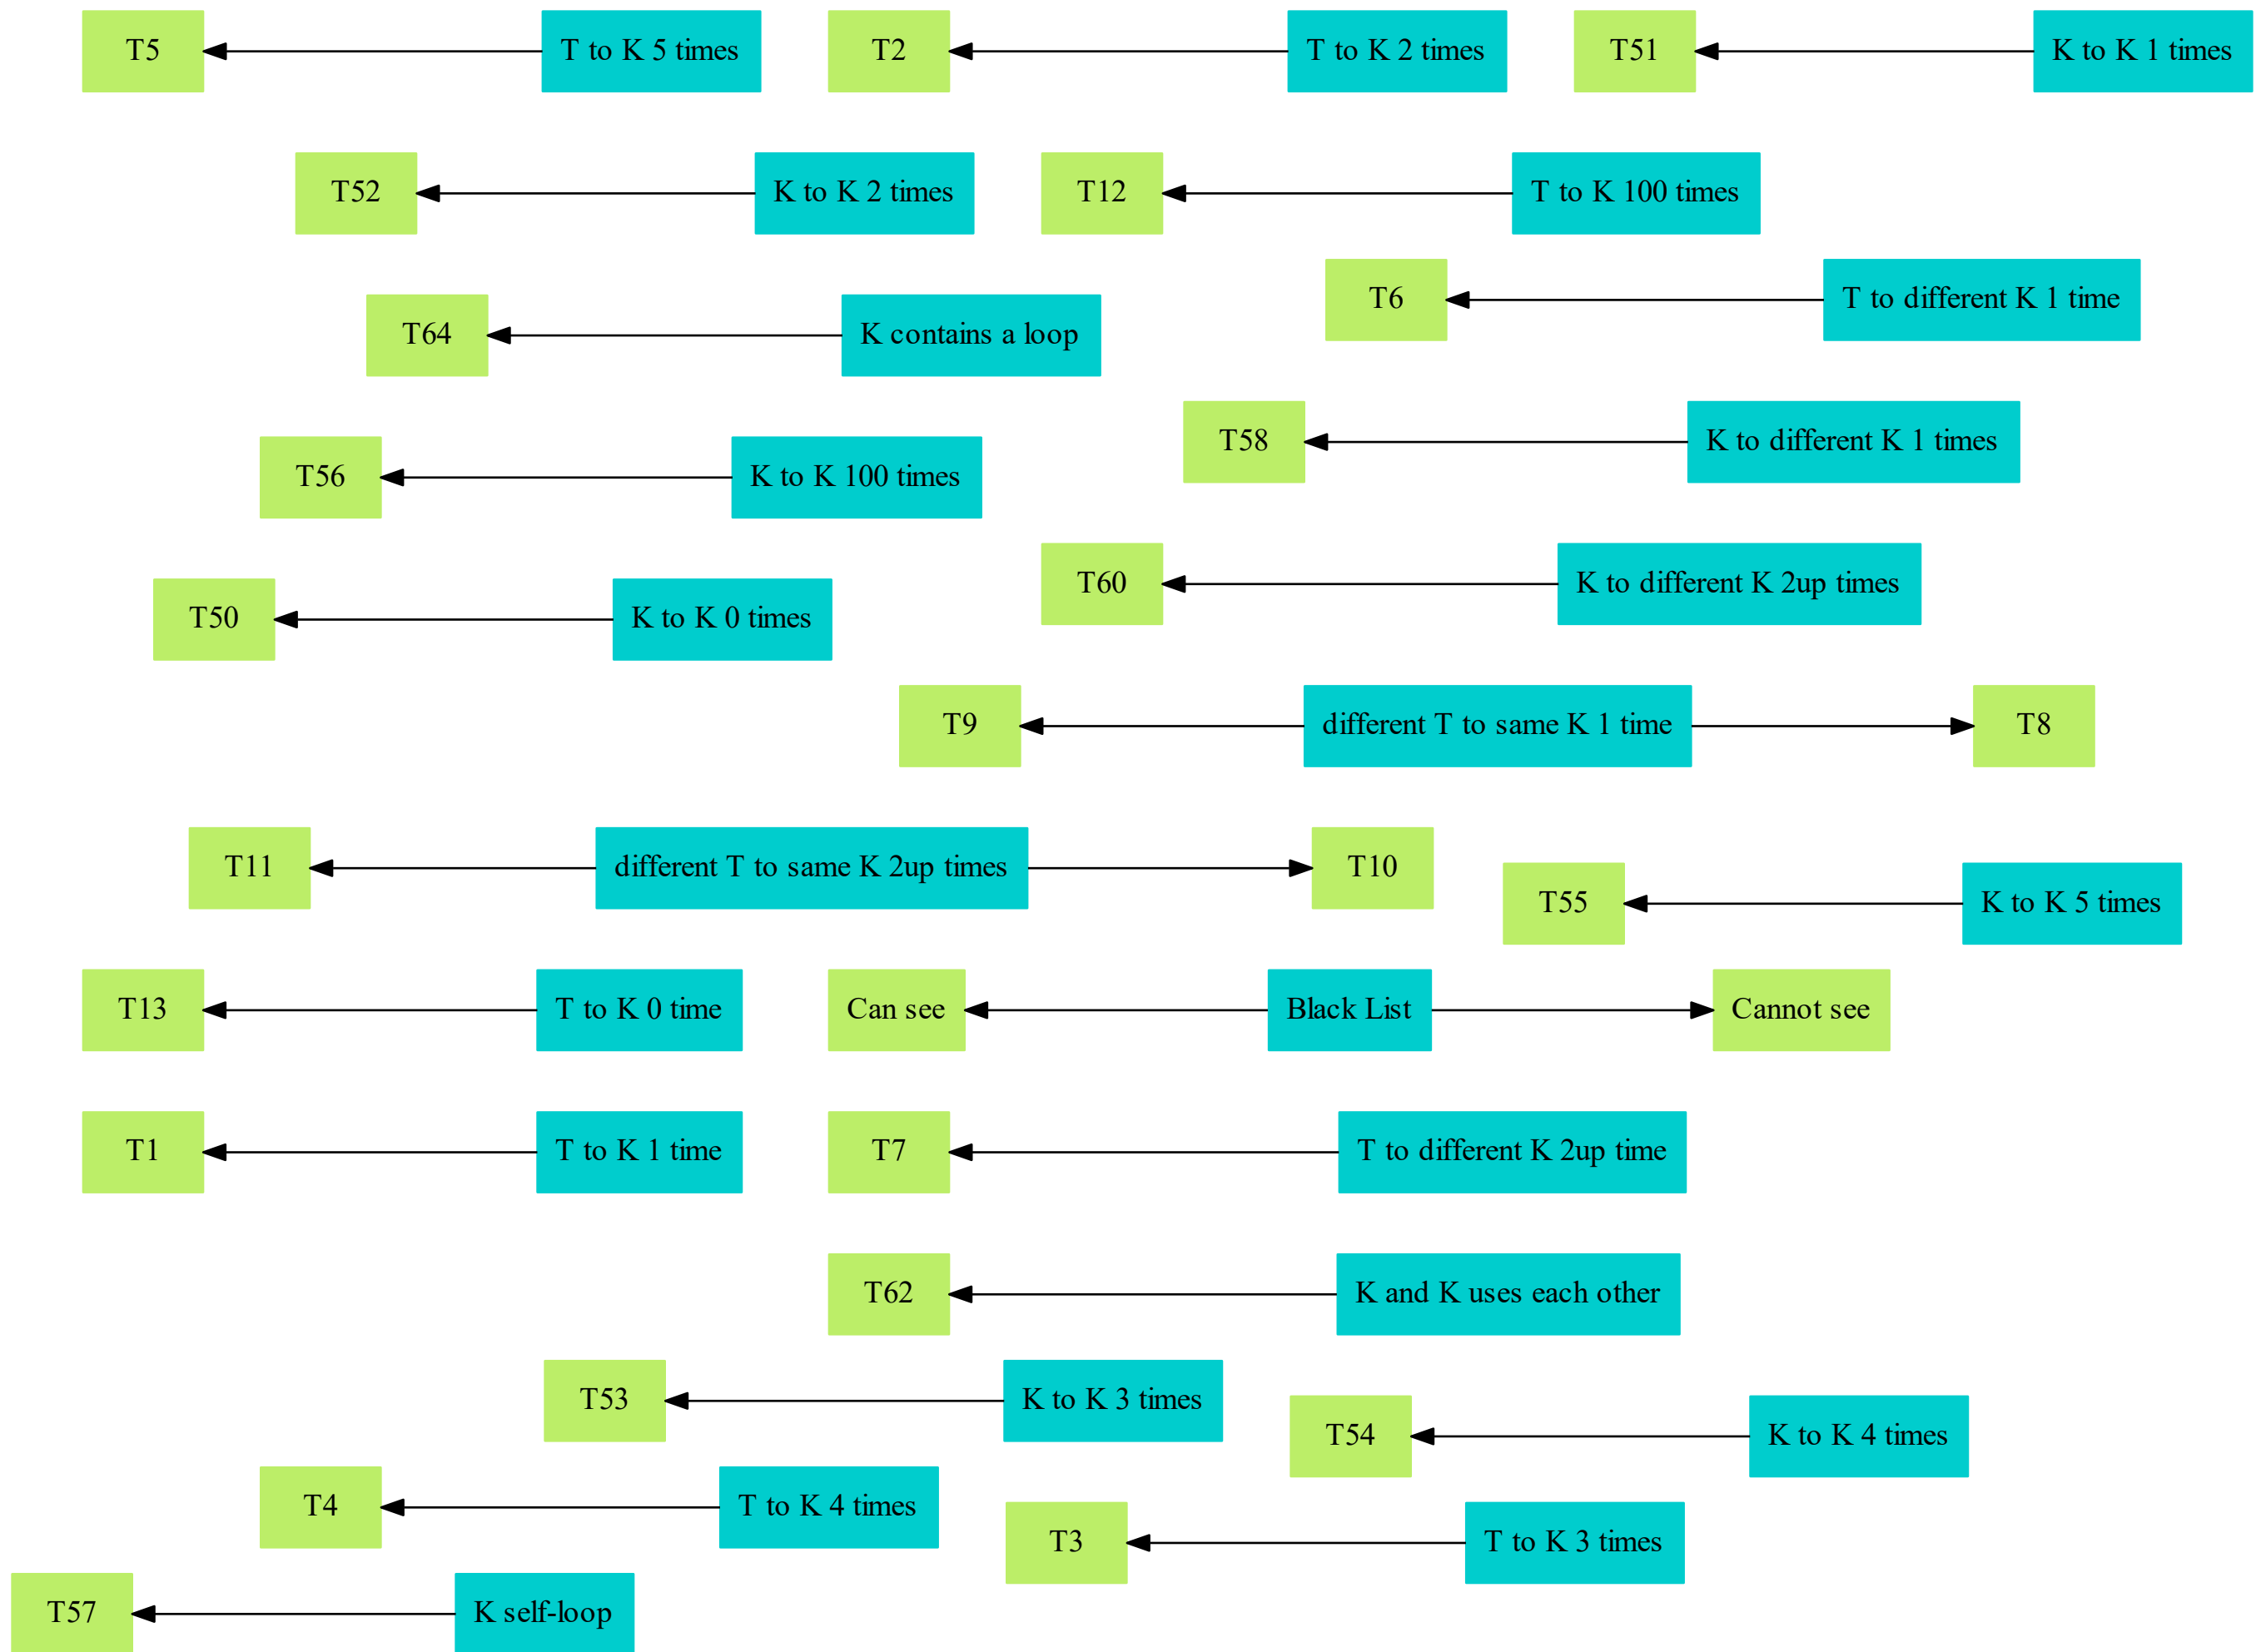 T5
T to K 5 times
T2
T to K 2 times
T51
K to K 1 times
T52
K to K 2 times
T12
T to K 100 times
T6
T to different K 1 time
T64
K contains a loop
T58
K to different K 1 times
T56
K to K 100 times
T60
K to different K 2up times
T50
K to K 0 times
T9
different T to same K 1 time
T8
T11
different T to same K 2up times
T10
T55
K to K 5 times
T13
T to K 0 time
Can see
Black List
Cannot see
T1
T to K 1 time
T7
T to different K 2up time
T62
K and K uses each other
T53
K to K 3 times
T54
K to K 4 times
T4
T to K 4 times
T3
T to K 3 times
T57
K self-loop